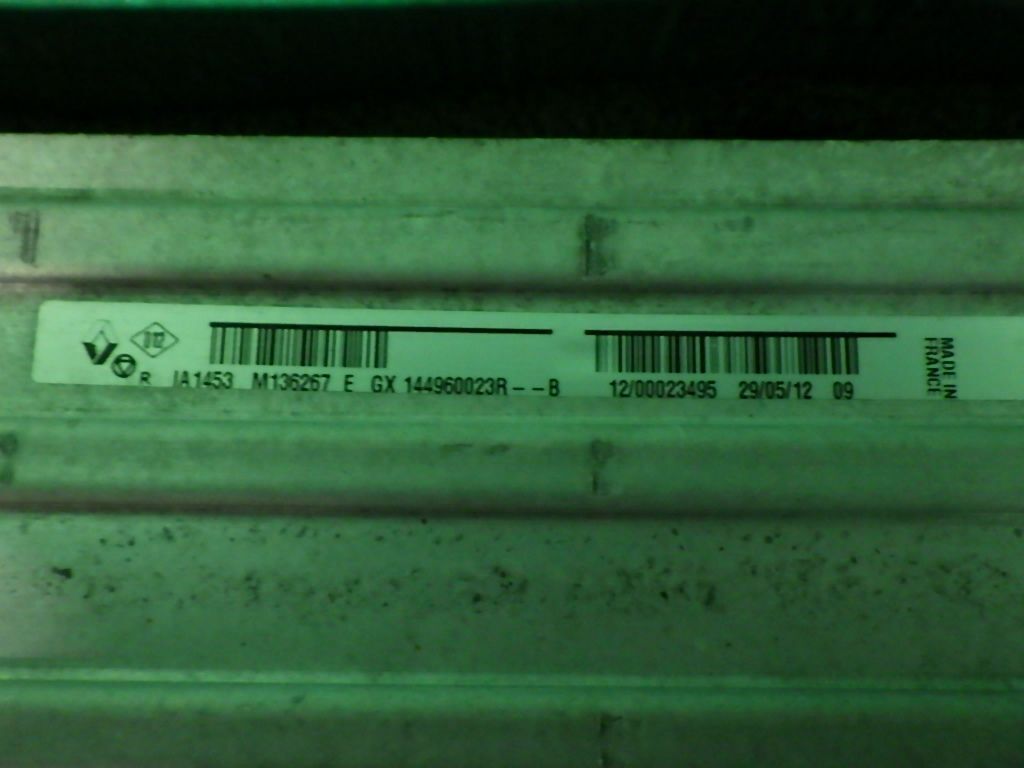 R IA1453 M136267 E GX 144960023R--B 12/00023495 29/05/12 09
MADE IN
FRANCE